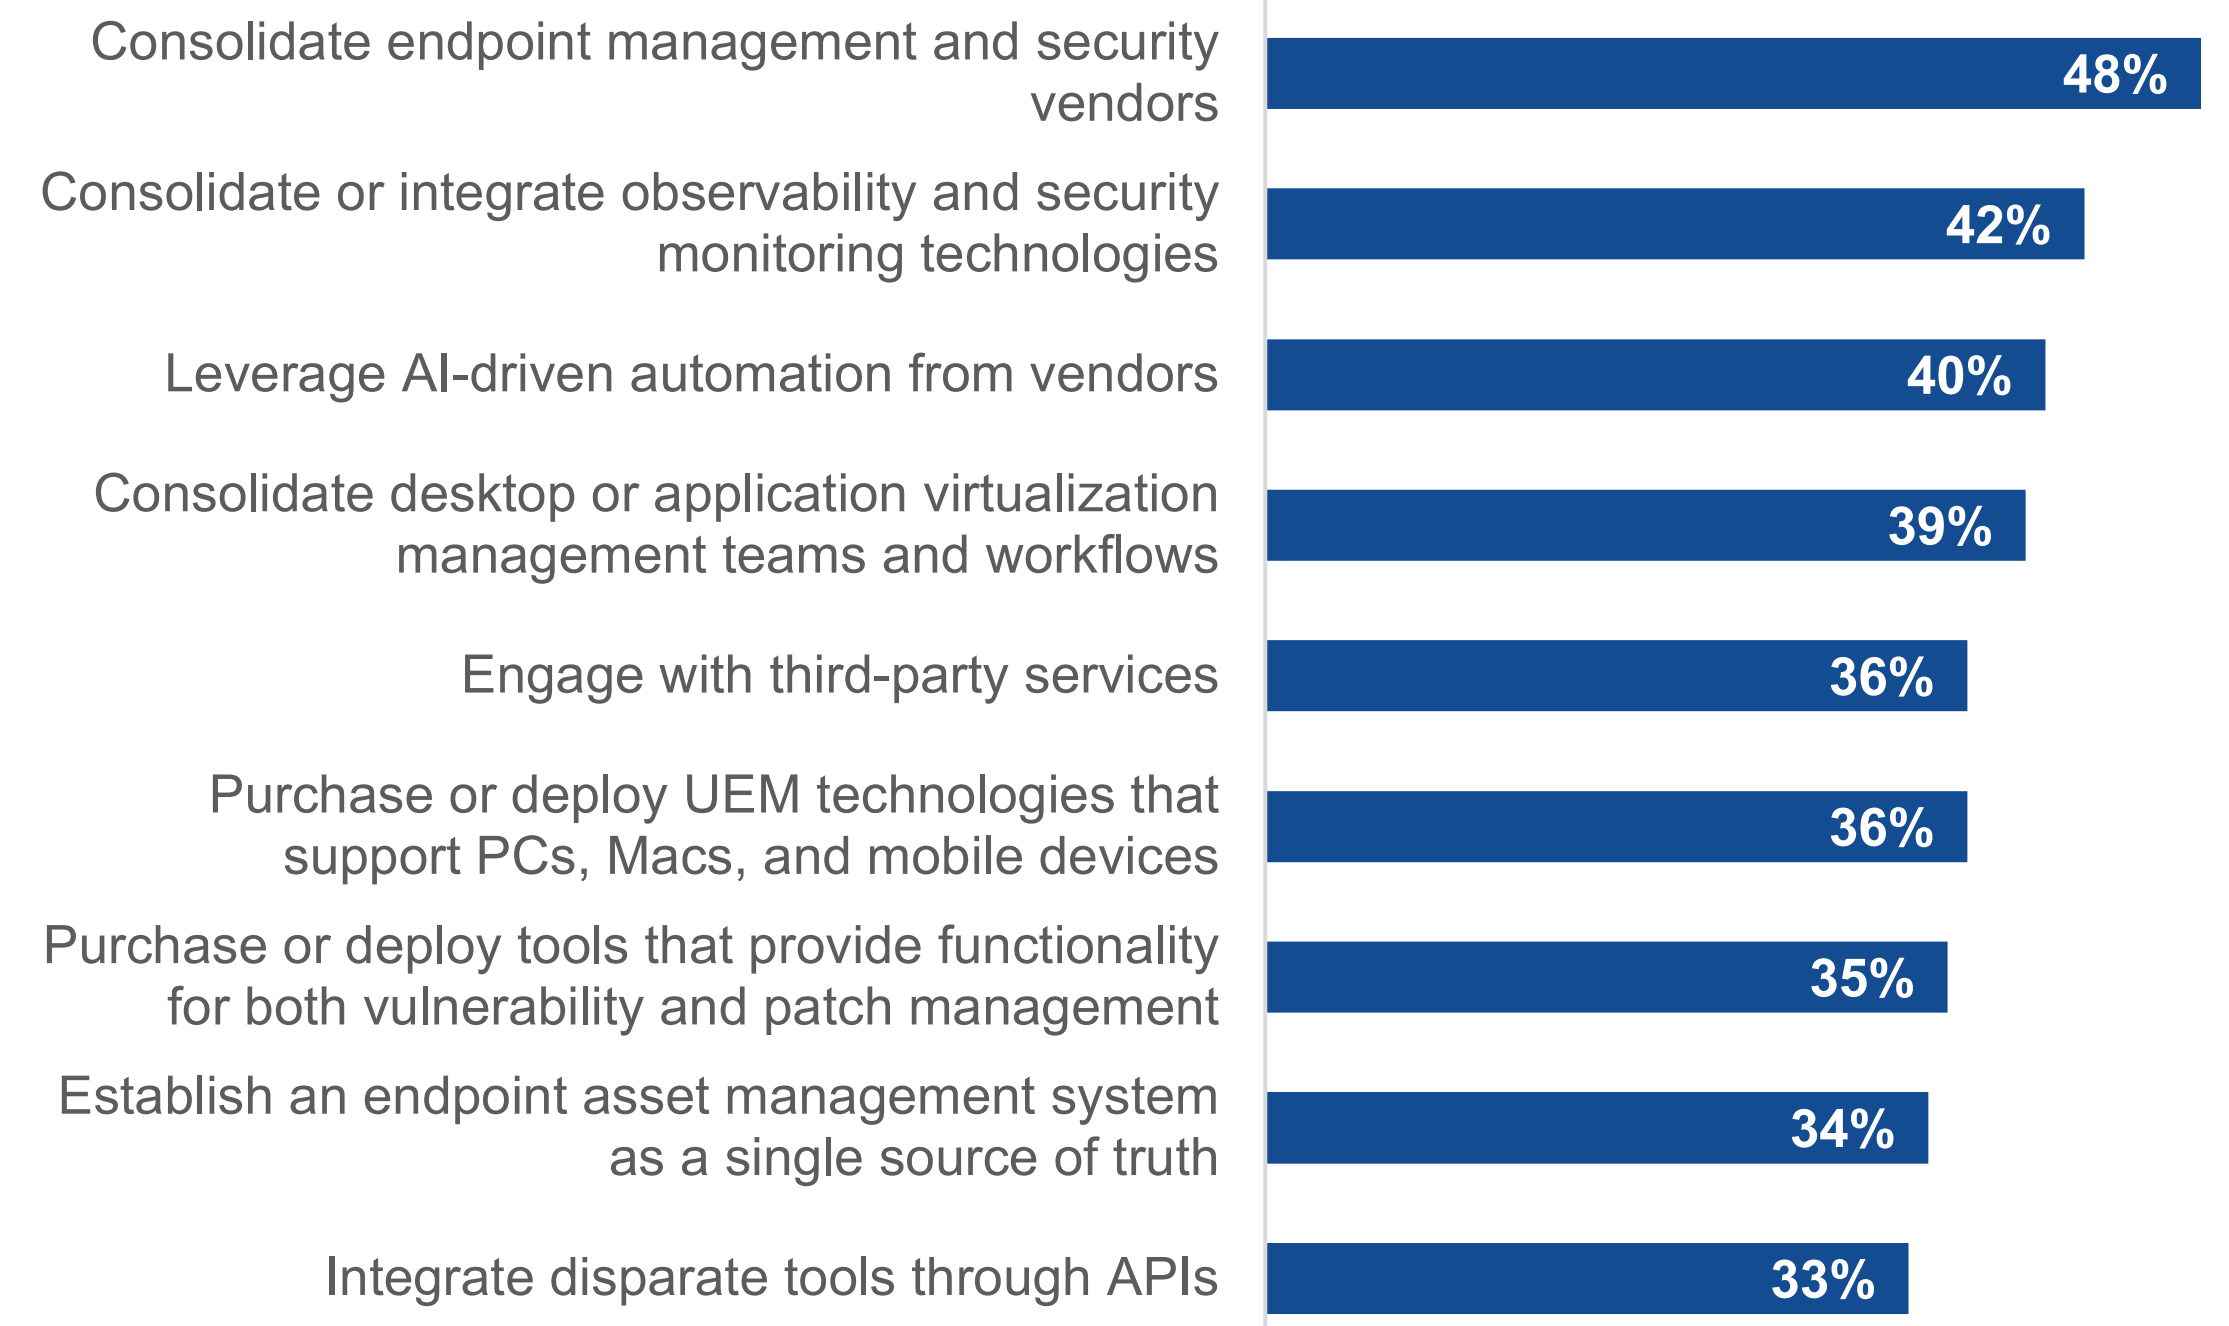 Consolidate endpoint management and security
vendors
48%
Consolidate or integrate observability and security
monitoring technologies
42%
Leverage AI-driven automation from vendors
40%
Consolidate desktop or application virtualization
management teams and workflows
39%
Engage with third-party services
36%
Purchase or deploy UEM technologies that
support PCs, Macs, and mobile devices
36%
Purchase or deploy tools that provide functionality
for both vulnerability and patch management
35%
Establish an endpoint asset management system
as a single source of truth
34%
Integrate disparate tools through APIs
33%